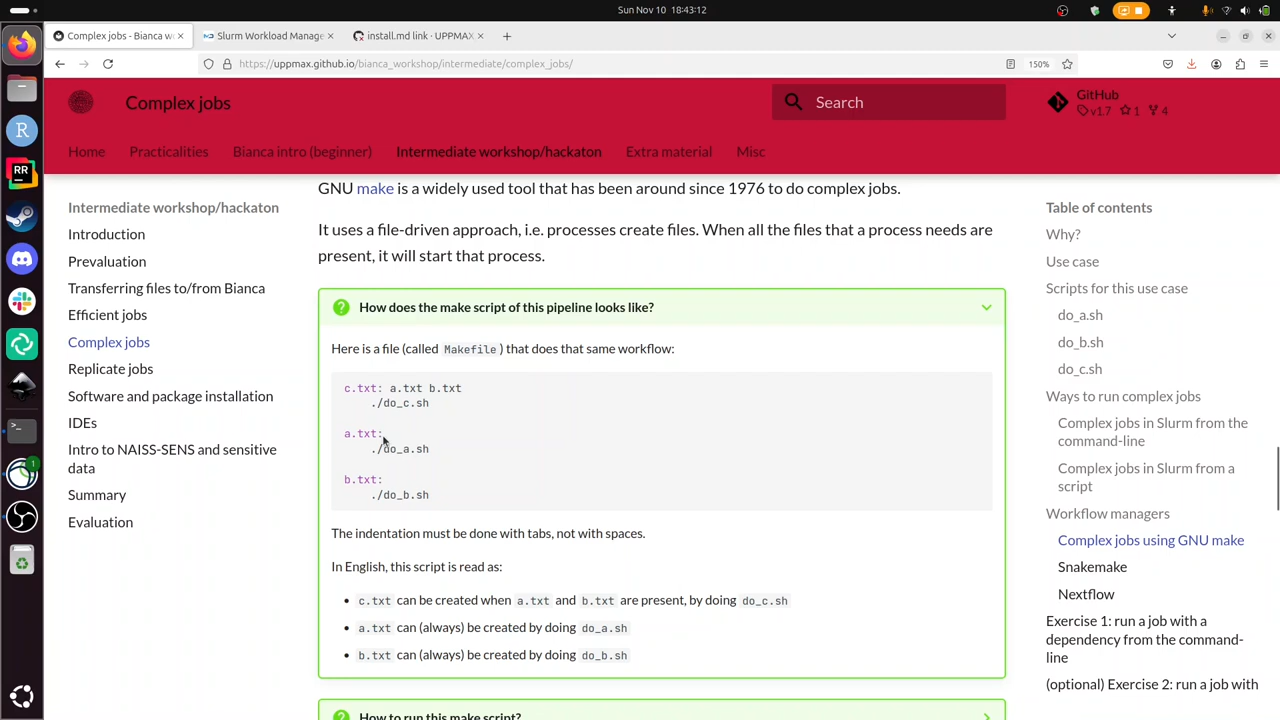 Sun Nov 10 18:43:12
Complex jobs - Bianca w
Slurm Workload Manage
install.md link · UPPMAX
https://uppmax.github.io/bianca_workshop/intermediate/complex_jobs/
150%
Complex jobs
Search
GitHub
v1.7 1 4
Home
Practicalities
Bianca intro (beginner)
Intermediate workshop/hackaton
Extra material
Misc
Intermediate workshop/hackaton
Introduction
Prevaluation
Transferring files to/from Bianca
Efficient jobs
Complex jobs
Replicate jobs
Software and package installation
IDEs
Intro to NAISS-SENS and sensitive
data
Summary
Evaluation
GNU make is a widely used tool that has been around since 1976 to do complex jobs.
It uses a file-driven approach, i.e. processes create files. When all the files that a process needs are
present, it will start that process.
How does the make script of this pipeline looks like?
Here is a file (called Makefile) that does that same workflow:
c.txt: a.txt b.txt
./do_c.sh
a.txt:
./do_a.sh
b.txt:
./do_b.sh
The indentation must be done with tabs, not with spaces.
In English, this script is read as:
• c.txt can be created when a.txt and b.txt are present, by doing do_c.sh
• a.txt can (always) be created by doing do_a.sh
• b.txt can (always) be created by doing do_b.sh
How to run this make script?
Table of contents
Why?
Use case
Scripts for this use case
do_a.sh
do_b.sh
do_c.sh
Ways to run complex jobs
Complex jobs in Slurm from the
command-line
Complex jobs in Slurm from a
script
Workflow managers
Complex jobs using GNU make
Snakemake
Nextflow
Exercise 1: run a job with a
dependency from the command-
line
(optional) Exercise 2: run a job with
R
RR
1